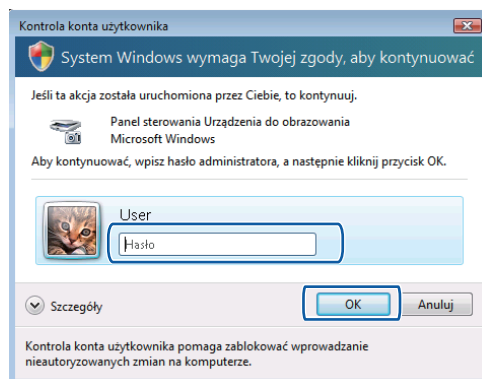 Kontrola konta użytkownika
System Windows wymaga Twojej zgody, aby kontynuować
Jeśli ta akcja została uruchomiona przez Ciebie, to kontynuuj.
Panel sterowania Urządzenia do obrazowania
Microsoft Windows
Aby kontynuować, wpisz hasło administratora, a następnie kliknij przycisk OK.
User
Hasło
Szczegóły OK Anuluj
Kontrola konta użytkownika pomaga zablokować wprowadzanie
nieautoryzowanych zmian na komputerze.